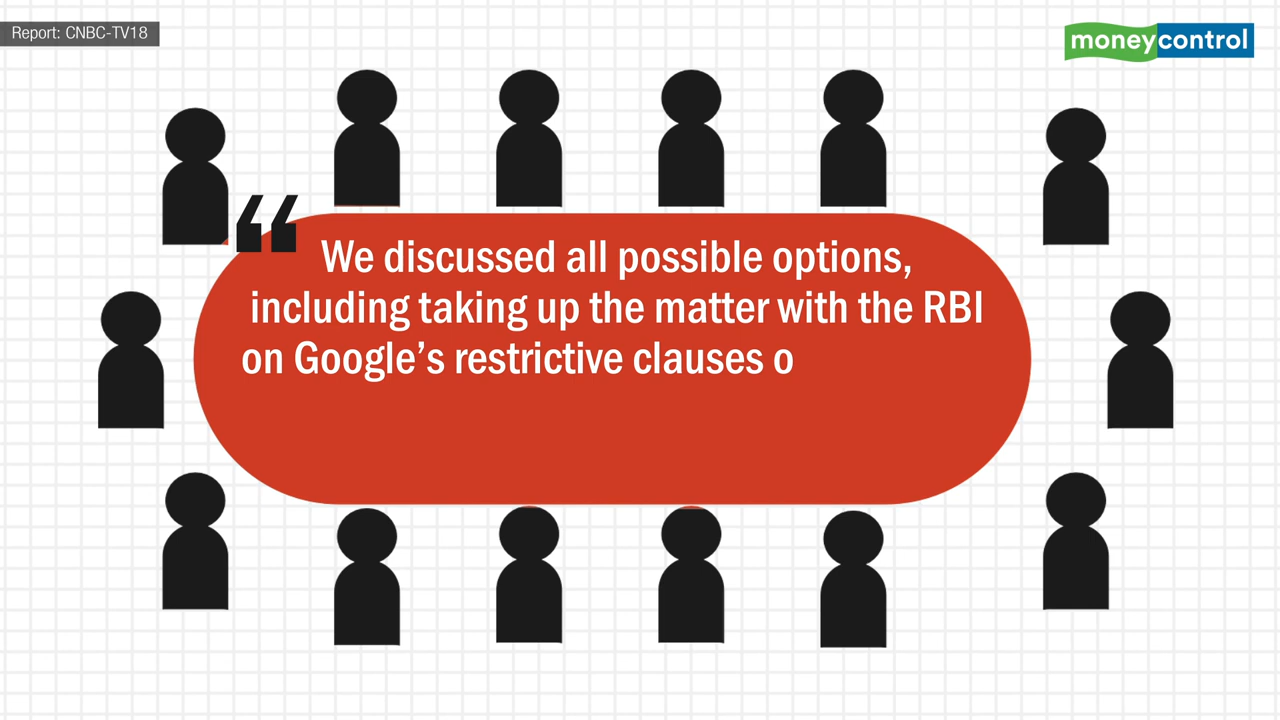 Report: CNBC-TV18
moneycontrol
“We discussed all possible options,
including taking up the matter with the RBI
on Google’s restrictive clauses o